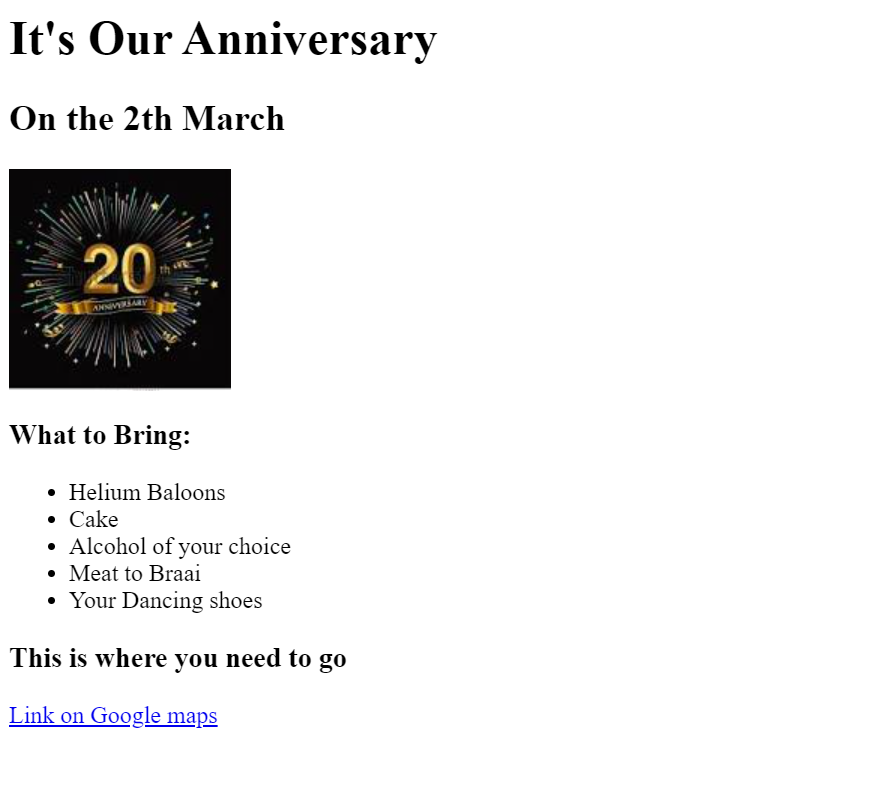 It's Our Anniversary
On the 2th March
20th
ANNIVERSARY
What to Bring:
Helium Baloons
Cake
Alcohol of your choice
Meat to Braai
Your Dancing shoes
This is where you need to go
Link on Google maps